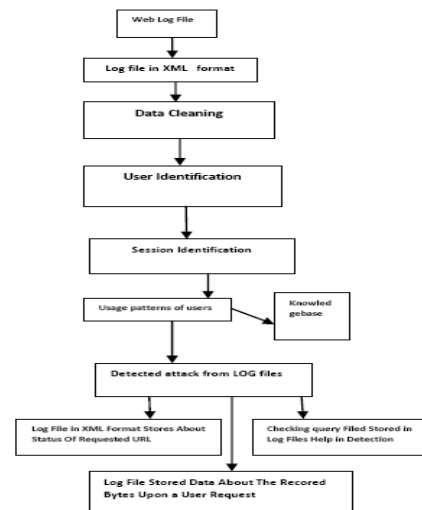 Web Log File
Log file in XML format
Data Cleaning
User Identification
Session Identification
Usage patterns of users
Knowled
gebase
Detected attack from LOG files
Log File In XML Format Stores About
Status Of Requested URL
Checking query Filed Stored in
Log Files Help in Detection
Log File Stored Data About The Recored
Bytes Upon a User Request